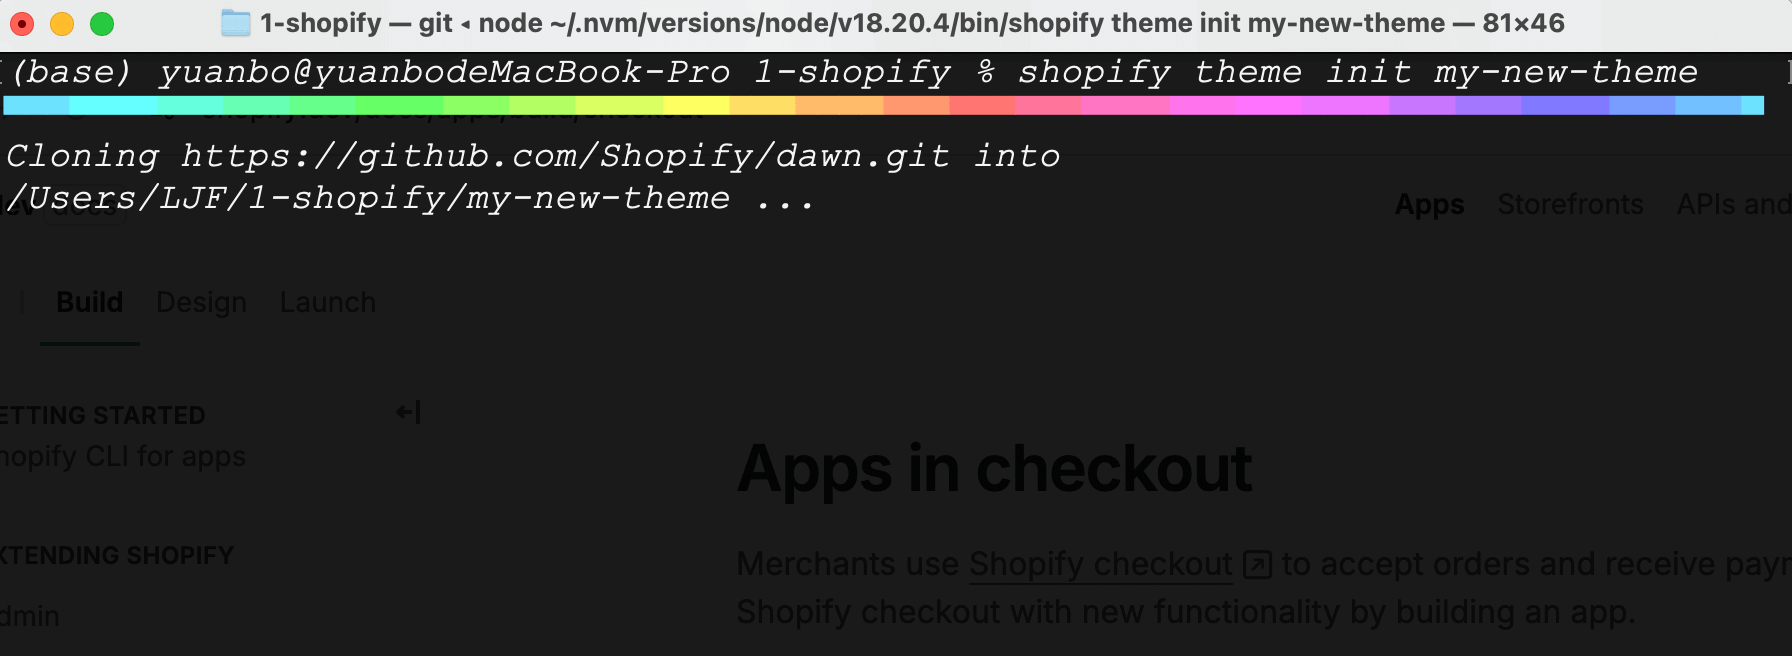 1-shopify — git ◂ node ~/.nvm/versions/node/v18.20.4/bin/shopify theme init my-new-theme — 81×46
(base) yuanbo@yuanbodeMacBook-Pro 1-shopify % shopify theme init my-new-theme
Cloning https://github.com/Shopify/dawn.git into
/Users/LJF/1-shopify/my-new-theme ...
docs
Apps Storefronts APIs and
Build Design Launch
ETTING STARTED
hopify CLI for apps
Apps in checkout
XTENDING SHOPIFY
Merchants use Shopify checkout to accept orders and receive
dmin
Shopify checkout with new functionality by building an app.